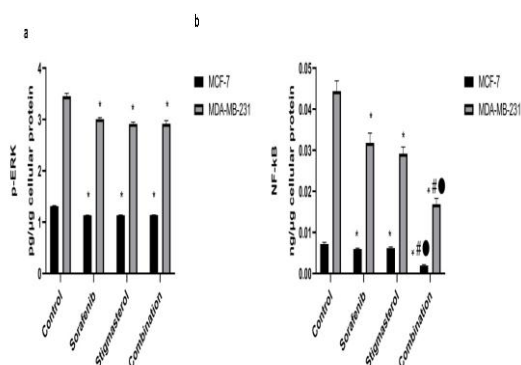 a
b
p-ERK
pg/µg cellular protein
4
3
2
1
0
*
*
*
*
*
*
MCF-7
MDA-MB-231
Control
Sorafenib
Stigmasterol
Combination
NF-kB
ng/µg cellular protein
0.05
0.04
0.03
0.02
0.01
0.00
*
*
*#●
*
*
*#●
MCF-7
MDA-MB-231
Control
Sorafenib
Stigmasterol
Combination